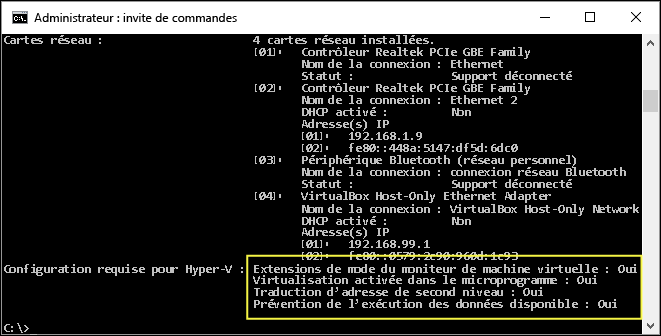 Administrateur : invite de commandes
Cartes réseau : 4 cartes réseau installées.
[01]: Contrôleur Realtek PCIe GBE Family
Nom de la connexion : Ethernet
Statut : Support déconnecté
[02]: Contrôleur Realtek PCIe GBE Family
Nom de la connexion : Ethernet 2
DHCP activé : Non
Adresse(s) IP
[01]: 192.168.1.9
[02]: fe80::448a:5147:df5d:6dc0
[03]: Périphérique Bluetooth (réseau personnel)
Nom de la connexion : connexion réseau Bluetooth
Statut : Support déconnecté
[04]: VirtualBox Host-Only Ethernet Adapter
Nom de la connexion : VirtualBox Host-Only Network
DHCP activé : Non
Adresse(s) IP
[01]: 192.168.99.1
[02]: fe80::0579:2c90:960d:1c93
Configuration requise pour Hyper-V : Extensions de mode du moniteur de machine virtuelle : Oui
Virtualisation activée dans le microprogramme : Oui
Traduction d'adresse de second niveau : Oui
Prévention de l'exécution des données disponible : Oui
C:\>